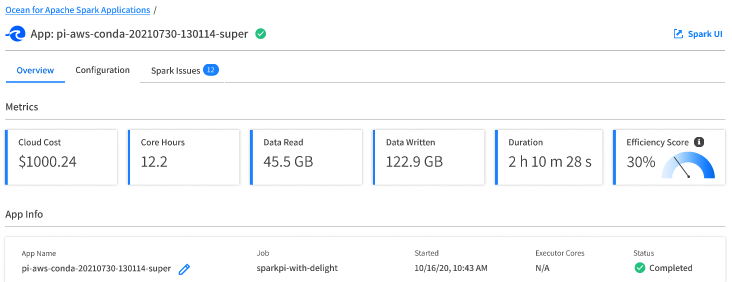 Ocean for Apache Spark Applications /
App: pi-aws-conda-20210730-130114-super
Spark UI
Overview Configuration Spark Issues 12
Metrics
Cloud Cost Core Hours Data Read Data Written Duration Efficiency Score
$1000.24 12.2 45.5 GB 122.9 GB 2 h 10 m 28 s 30%
App Info
App Name Job Started Executor Cores Status
pi-aws-conda-20210730-130114-super sparkpi-with-delight 10/16/20, 10:43 AM N/A Completed